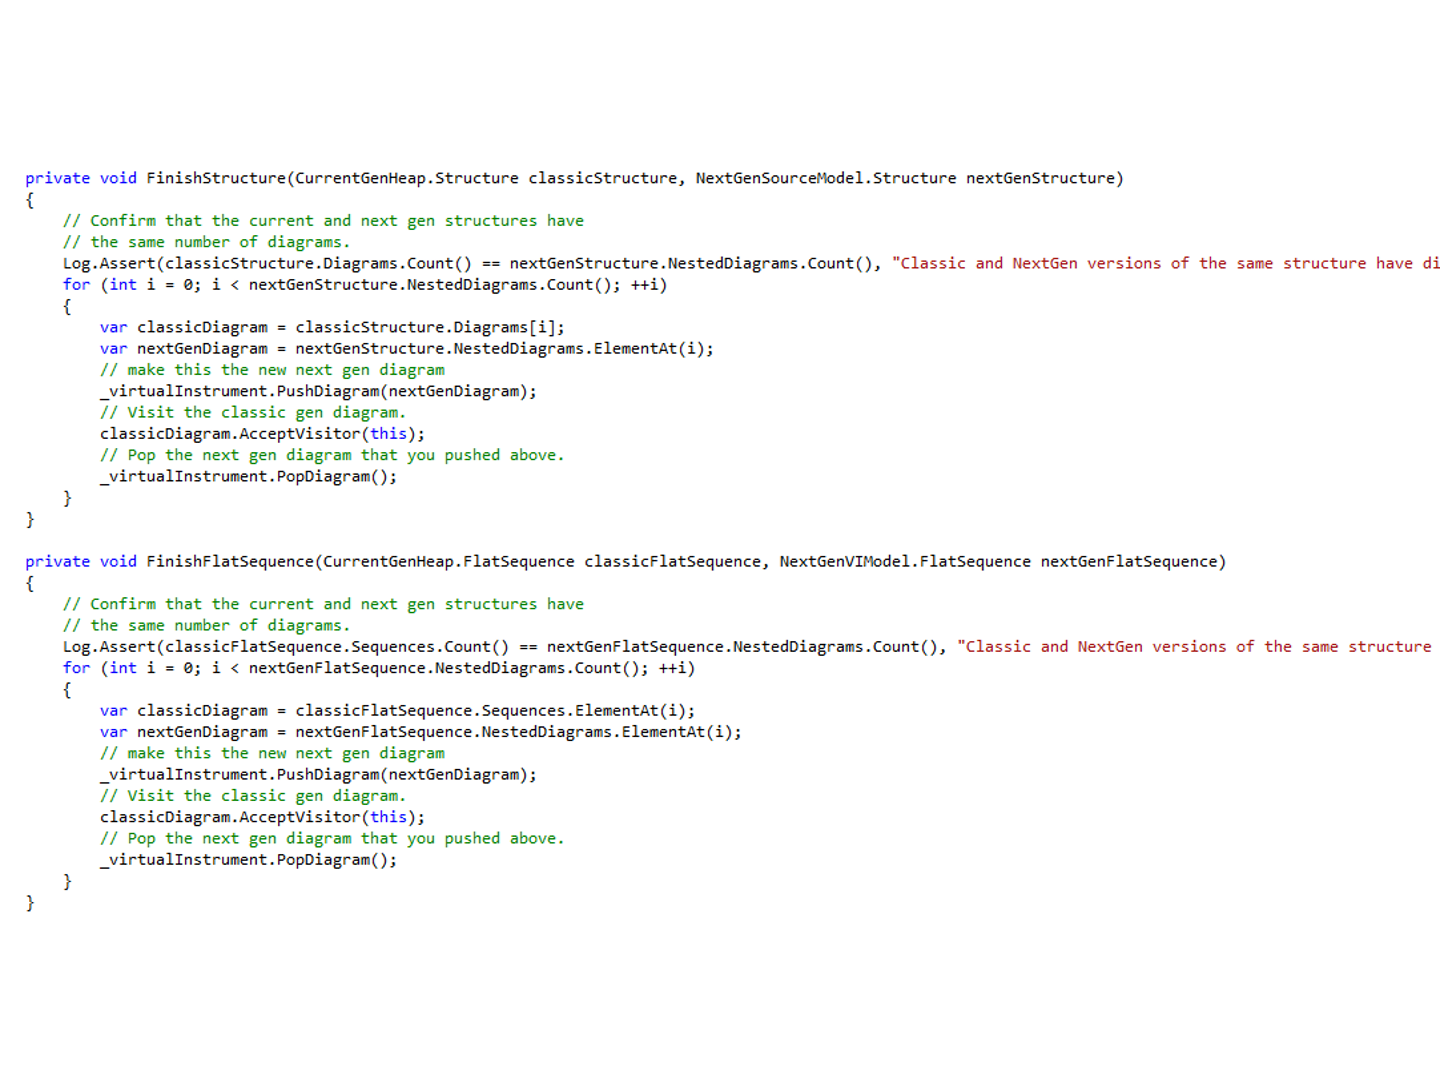 private void FinishStructure(CurrentGenHeap.Structure classicStructure, NextGenSourceModel.Structure nextGenStructure)
{
// Confirm that the current and next gen structures have
// the same number of diagrams.
Log.Assert(classicStructure.Diagrams.Count() == nextGenStructure.NestedDiagrams.Count(), "Classic and NextGen versions of the same structure have di
for (int i = 0; i < nextGenStructure.NestedDiagrams.Count(); ++i)
{
var classicDiagram = classicStructure.Diagrams[i];
var nextGenDiagram = nextGenStructure.NestedDiagrams.ElementAt(i);
// make this the new next gen diagram
_virtualInstrument.PushDiagram(nextGenDiagram);
// Visit the classic gen diagram.
classicDiagram.AcceptVisitor(this);
// Pop the next gen diagram that you pushed above.
_virtualInstrument.PopDiagram();
}
}
private void FinishFlatSequence(CurrentGenHeap.FlatSequence classicFlatSequence, NextGenVIModel.FlatSequence nextGenFlatSequence)
{
// Confirm that the current and next gen structures have
// the same number of diagrams.
Log.Assert(classicFlatSequence.Sequences.Count() == nextGenFlatSequence.NestedDiagrams.Count(), "Classic and NextGen versions of the same structure
for (int i = 0; i < nextGenFlatSequence.NestedDiagrams.Count(); ++i)
{
var classicDiagram = classicFlatSequence.Sequences.ElementAt(i);
var nextGenDiagram = nextGenFlatSequence.NestedDiagrams.ElementAt(i);
// make this the new next gen diagram
_virtualInstrument.PushDiagram(nextGenDiagram);
// Visit the classic gen diagram.
classicDiagram.AcceptVisitor(this);
// Pop the next gen diagram that you pushed above.
_virtualInstrument.PopDiagram();
}
}